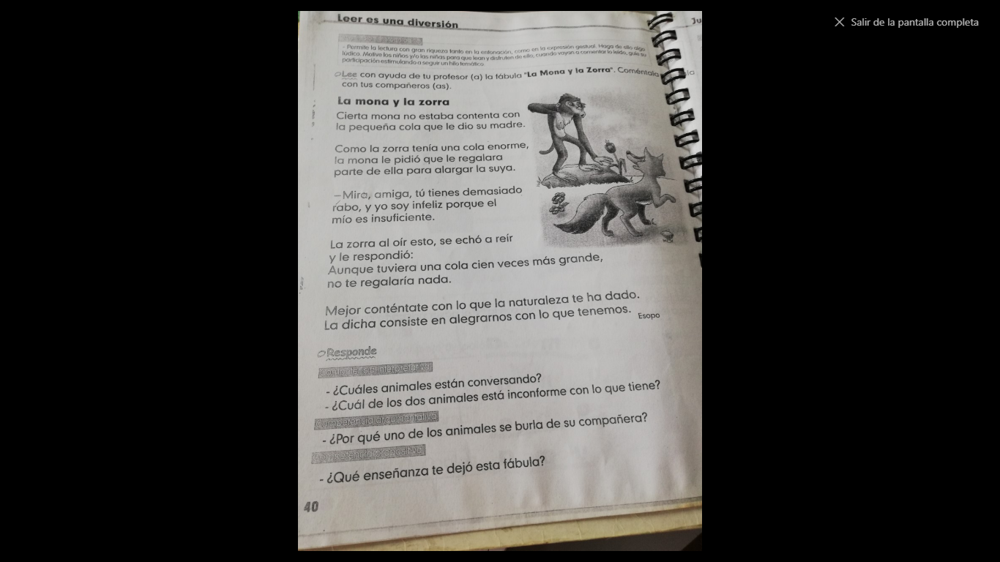 Salir de la pantalla completa
Leer es una diversión
Ju
- Permite la lectura con gran riqueza tanto en la entonación, como en la expresión gestual. Haga de ello algo
lúdico. Motive los niños y/o las niñas para que lean y disfruten de ello; cuando vayan a comentar lo leído, guíe su
participación estimulando a seguir un hilo temático.
Lee con ayuda de tu profesor (a) la fábula "La Mona y la Zorra". Coméntala
con tus compañeros (as).
La mona y la zorra
Cierta mona no estaba contenta con
la pequeña cola que le dio su madre.
Como la zorra tenía una cola enorme,
la mona le pidió que le regalara
parte de ella para alargar la suya.
–Mira, amiga, tú tienes demasiado
rabo, y yo soy infeliz porque el
mío es insuficiente.
La zorra al oír esto, se echó a reír
y le respondió:
Aunque tuviera una cola cien veces más grande,
no te regalaría nada.
Mejor conténtate con lo que la naturaleza te ha dado.
La dicha consiste en alegrarnos con lo que tenemos.
Esopo
Responde
Competencia interpretativa
- ¿Cuáles animales están conversando?
- ¿Cuál de los dos animales está inconforme con lo que tiene?
Competencia argumentativa
- ¿Por qué uno de los animales se burla de su compañera?
Competencia propositiva
- ¿Qué enseñanza te dejó esta fábula?
40